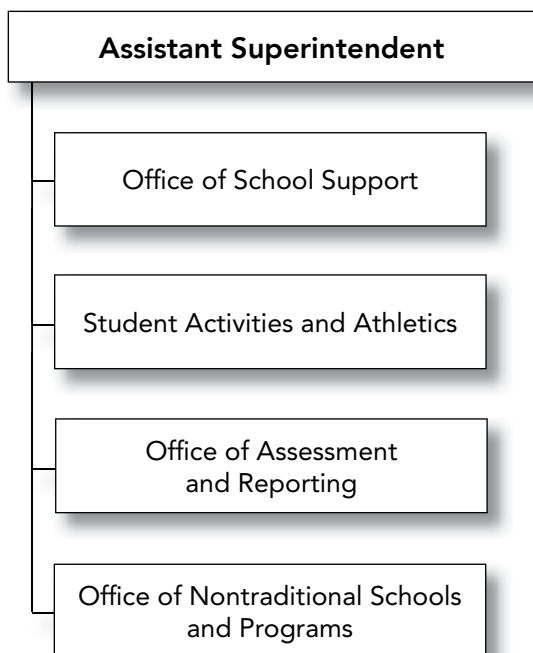 Assistant Superintendent
Office of School Support
Student Activities and Athletics
Office of Assessment
and Reporting
Office of Nontraditional Schools
and Programs